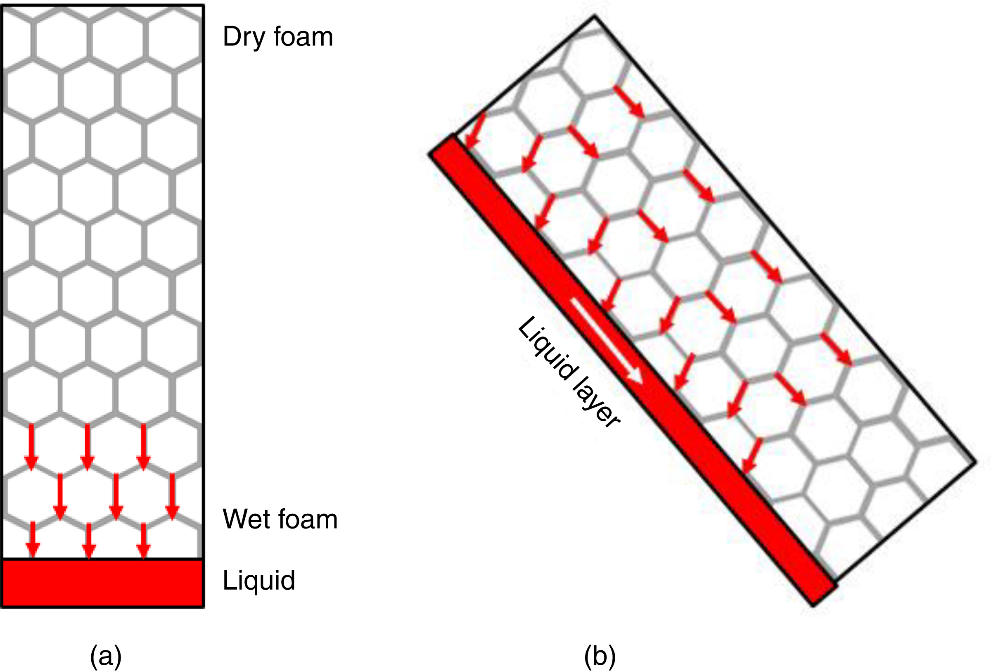 Dry foam
Wet foam
Liquid
(a)
Liquid layer
(b)